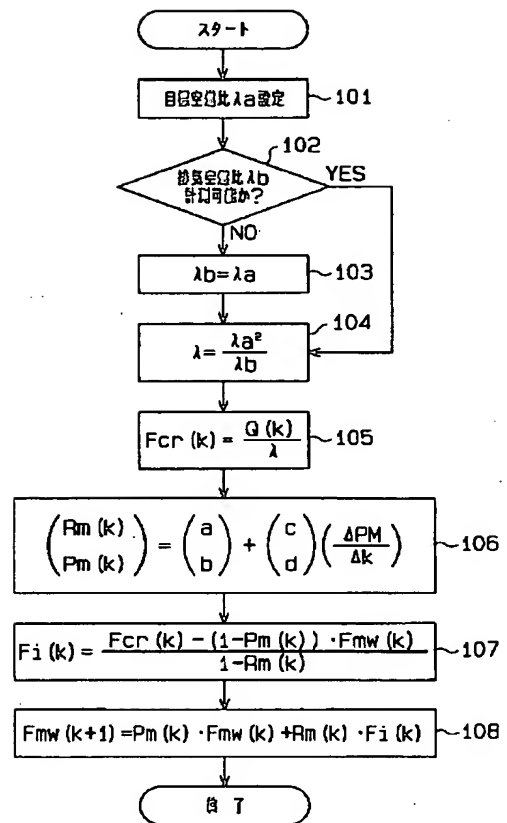 スタート
目標空燃比λa設定
101
102
排気空燃比λb
計測可能か?
YES
NO
λb=λa
103
104
λ=λa²/λb
Fcr(k)=Q(k)/λ
105
(Rm(k) Pm(k))=(a b)+(c d)(ΔPM/Δk)
106
Fi(k)=Fcr(k)-(1-Pm(k))·Fmw(k)/1-Rm(k)
107
Fmw(k+1)=Pm(k)·Fmw(k)+Rm(k)·Fi(k)
108
終了